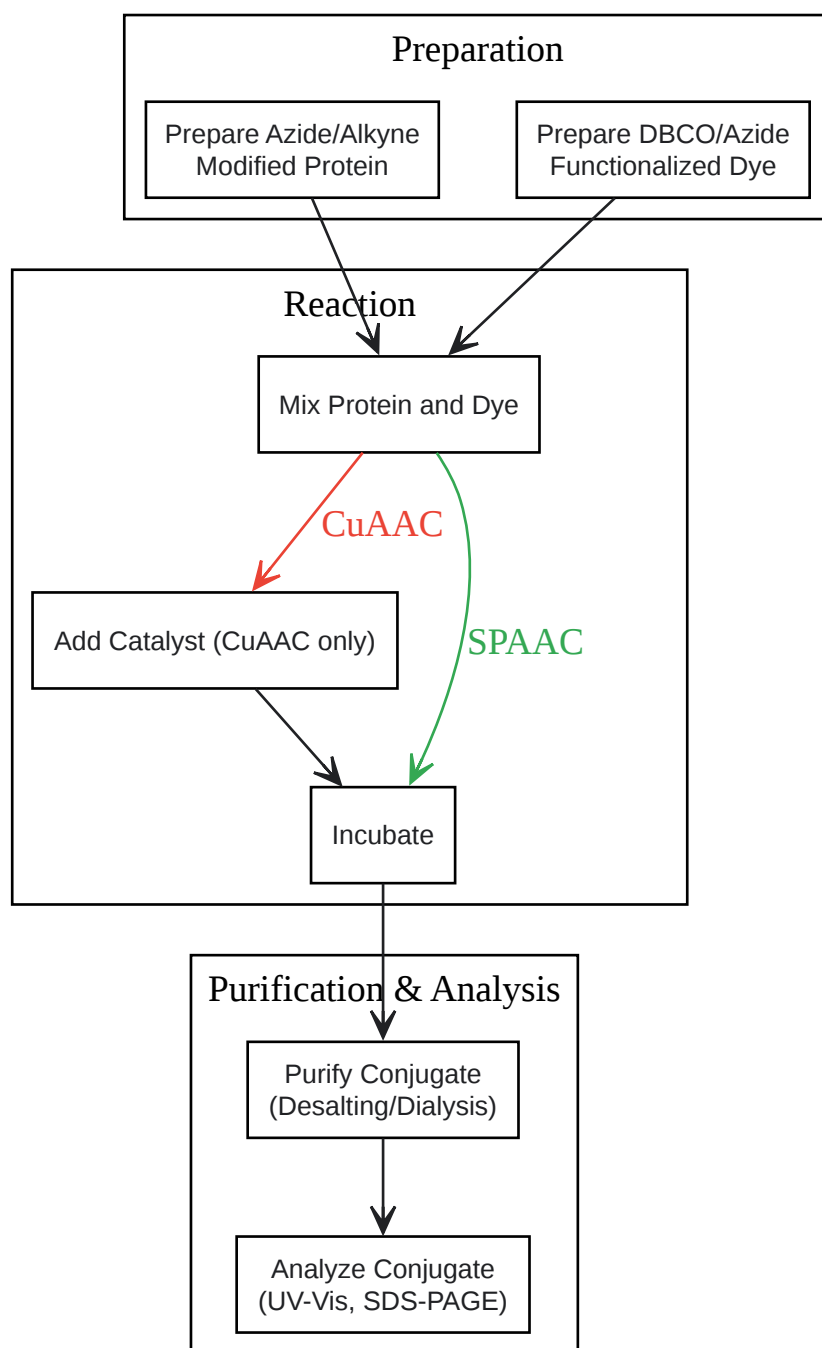 Preparation
Prepare Azide/Alkyne
Modified Protein
Prepare DBCO/Azide
Functionalized Dye
Reaction
Mix Protein and Dye
CuAAC
Add Catalyst (CuAAC only)
SPAAC
Incubate
Purification & Analysis
Purify Conjugate
(Desalting/Dialysis)
Analyze Conjugate
(UV-Vis, SDS-PAGE)